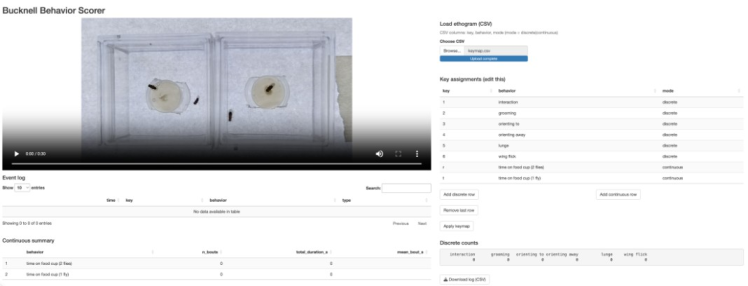 Bucknell Behavior Scorer
0:00 / 0:00
Event log
Show 50 entries
Search:
time key behavior type
No data available in table
Showing 0 to 0 of 0 entries
Previous Next
Continuous summary
behavior n_bouts total_duration_s mean_bout_s
1 time on food cup (2 flies) 0 0
2 time on food cup (1 fly) 0 0
Load ethogram (CSV)
CSV columns: key, behavior, mode (mode = discrete|continuous)
Choose CSV
Browse... keymap.csv
Upload complete
Key assignments (edit this)
key behavior mode
1 interaction discrete
2 grooming discrete
3 orienting to discrete
4 orienting away discrete
5 lunge discrete
6 wing flick discrete
time on food cup (2 flies) continuous
time on food cup (1 fly) continuous
Add discrete row
Add continuous row
Remove last row
Apply keymap
Discrete counts
interaction grooming orienting to orienting away lunge wing flick
0 0 0 0 0 0
Download log (CSV)